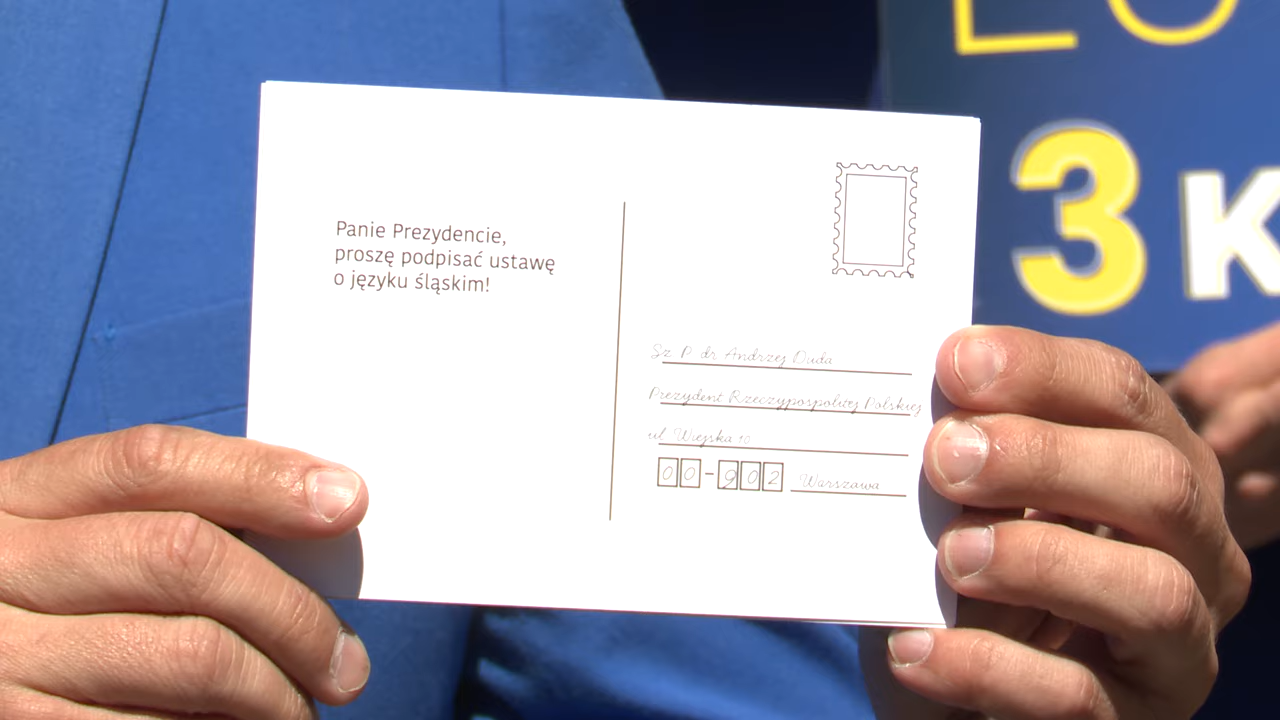 Panie Prezydencie,
proszę podpisać ustawę
o języku śląskim!
Sz. P. dr Andrzej Duda
Prezydent Rzeczypospolitej Polskiej
ul. Wiejska 10
00-902 Warszawa
3 K